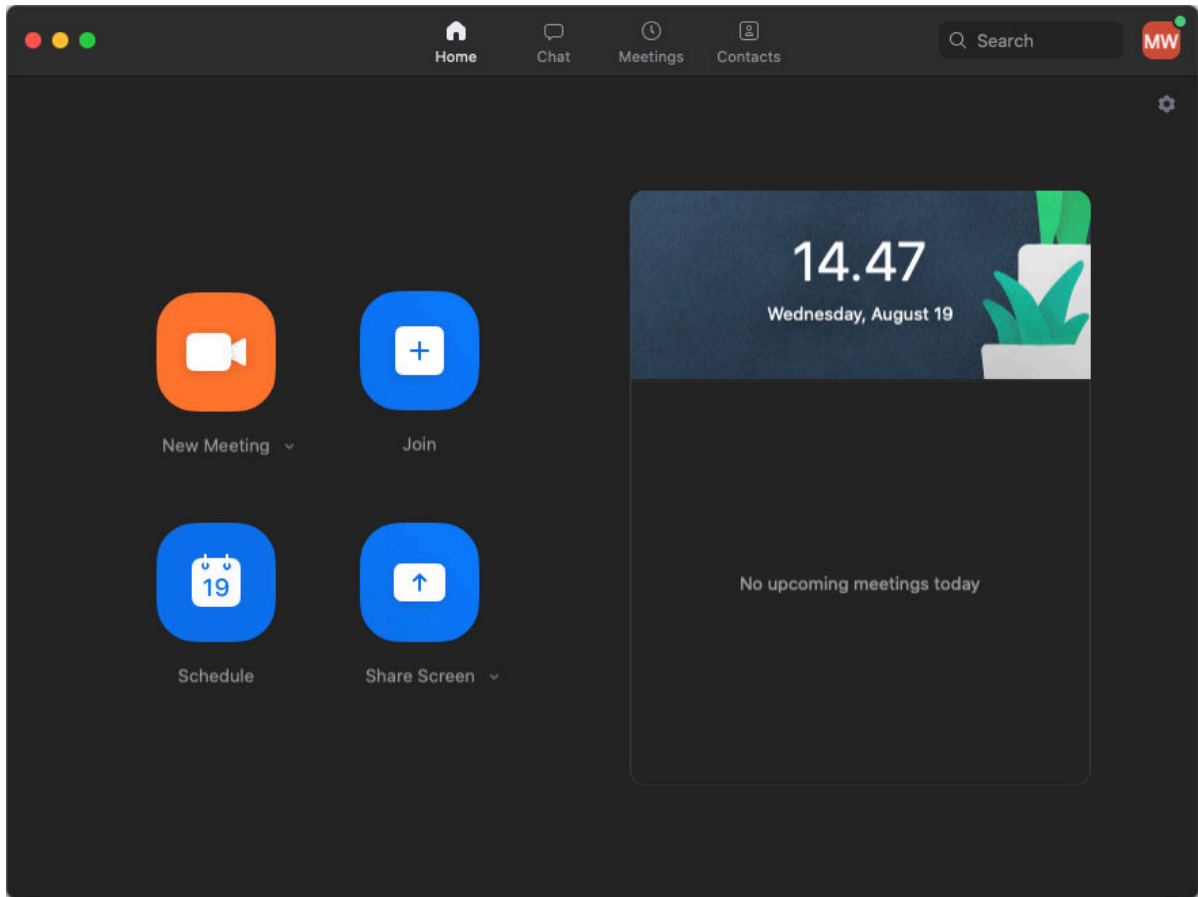 Home
Chat
Meetings
Contacts
Search
MW
14.47
Wednesday, August 19
New Meeting
Join
19
Schedule
Share Screen
No upcoming meetings today